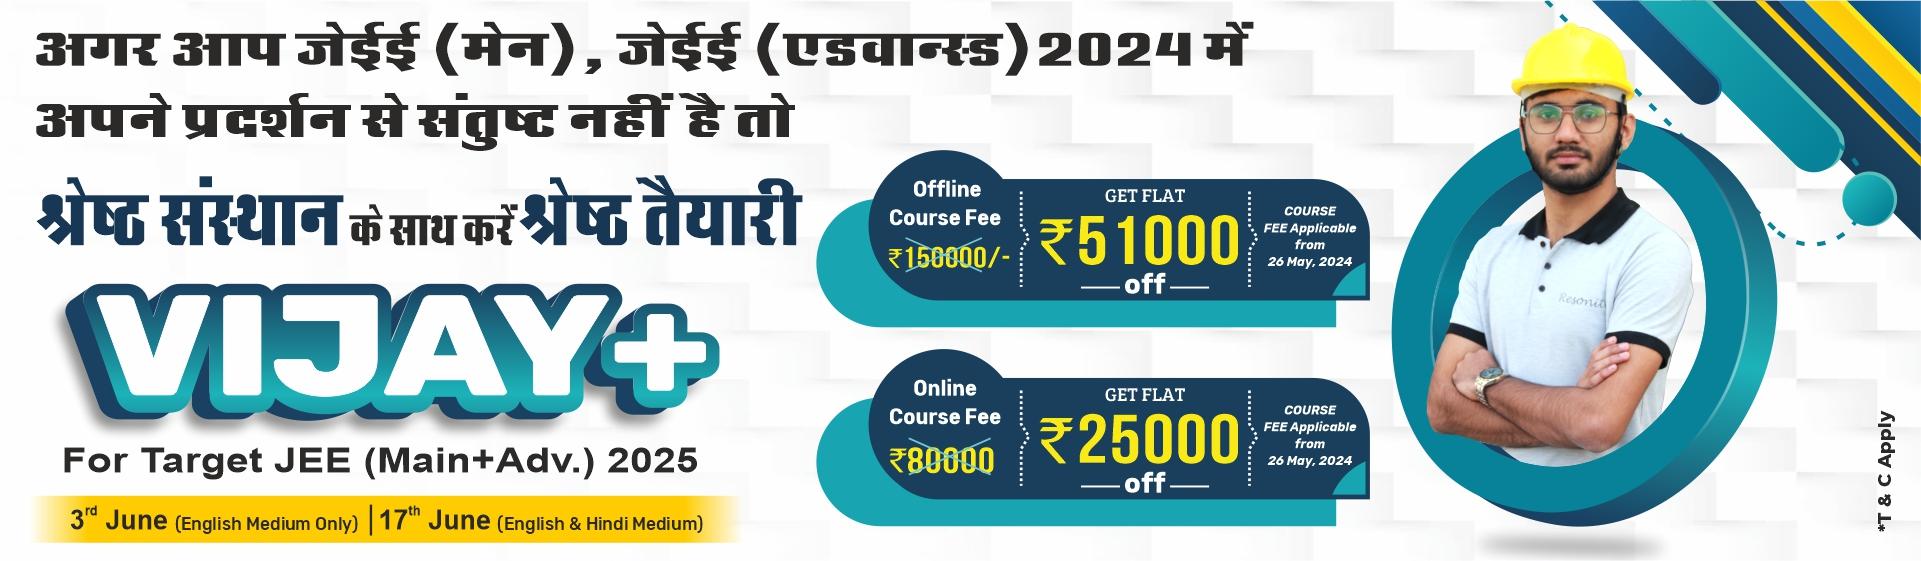 अगर आप जेईई (मेन), जेईई (एडवान्स्ड) 2024 में
अपने प्रदर्शन से संतुष्ट नहीं है तो
श्रेष्ठ संस्थान के साथ करें श्रेष्ठ तैयारी
VIJAY+
For Target JEE (Main+Adv.) 2025
3rd June (English Medium Only) | 17th June (English & Hindi Medium)
Offline
Course Fee
₹150000/-
GET FLAT
₹51000
off
COURSE
FEE Applicable
from
26 May, 2024
Online
Course Fee
₹80000
GET FLAT
₹25000
off
COURSE
FEE Applicable
from
26 May, 2024
*T & C Apply